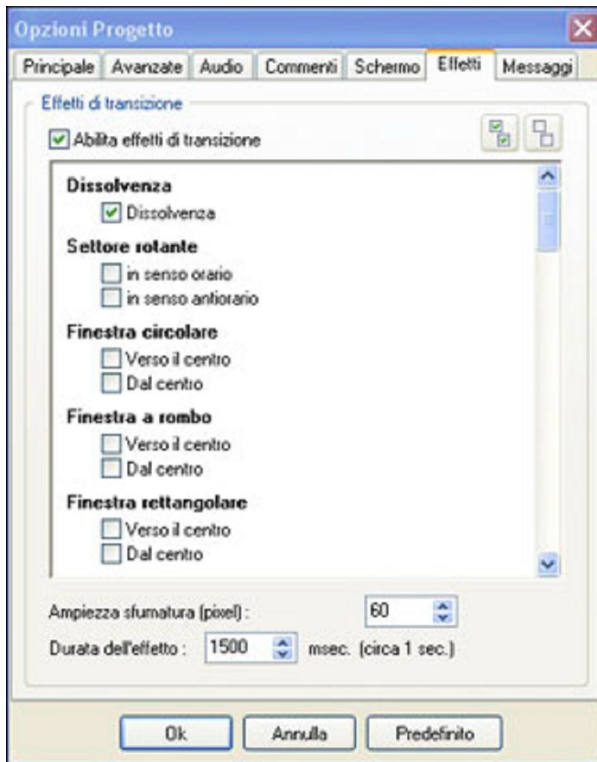 Opzioni Progetto
Principale Avanzate Audio Commenti Schermo Effetti Messaggi
Effetti di transizione
Abilita effetti di transizione
Dissolvenza
Dissolvenza
Settore rotante
in senso orario
in senso antiorario
Finestra circolare
Verso il centro
Dal centro
Finestra a rombo
Verso il centro
Dal centro
Finestra rettangolare
Verso il centro
Dal centro
Ampiezza sfumatura (pixel) : 60
Durata dell'effetto : 1500 msec. (circa 1 sec.)
Ok Annulla Predefinito